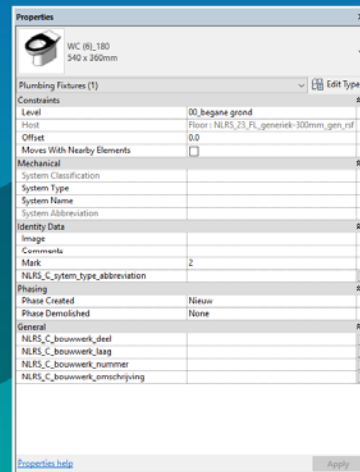 Properties
WC (6)_180
540 x 360mm
Plumbing Fixtures (1)
Edit Type
Constraints
Level 00_begane grond
Host Floor : NLRS_23_FL_generiek-300mm_gen_rsf
Offset 0.0
Moves With Nearby Elements
Mechanical
System Classification
System Type
System Name
System Abbreviation
Identity Data
Image
Comments
Mark 2
NLRS_C_sytem_type_abbreviation
Phasing
Phase Created Nieuw
Phase Demolished None
General
NLRS_C_bouwwerk_deel
NLRS_C_bouwwerk_laag
NLRS_C_bouwwerk_nummer
NLRS_C_bouwwerk_omschrijving
Properties help
Apply